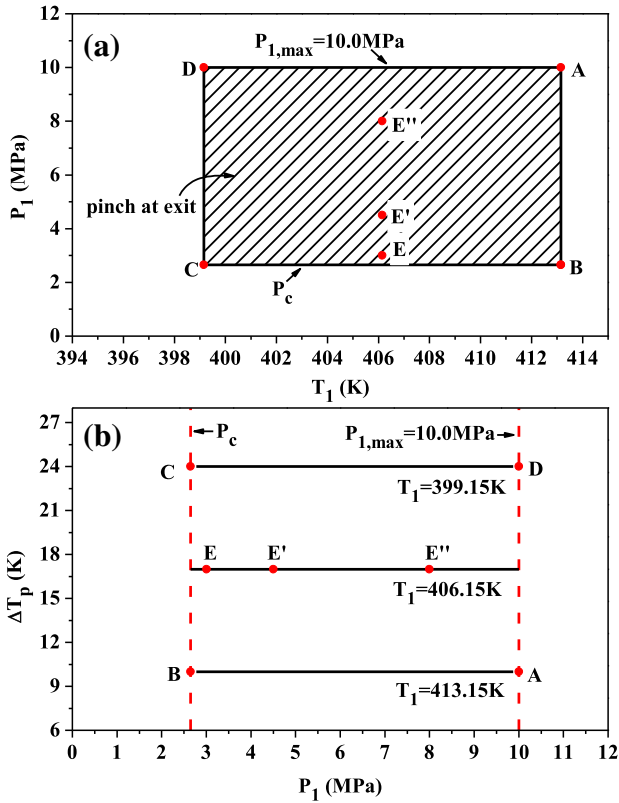 (a)
P1,max=10.0MPa
D
A
E''
pinch at exit
E'
E
C
B
Pc
P1 (MPa)
12
10
8
6
4
2
0
394 396 398 400 402 404 406 408 410 412 414
T1 (K)
(b)
Pc
P1,max=10.0MPa
C
D
T1=399.15K
E
E'
E''
T1=406.15K
B
A
T1=413.15K
ΔTp (K)
27
24
21
18
15
12
9
6
0 1 2 3 4 5 6 7 8 9 10 11 12
P1 (MPa)